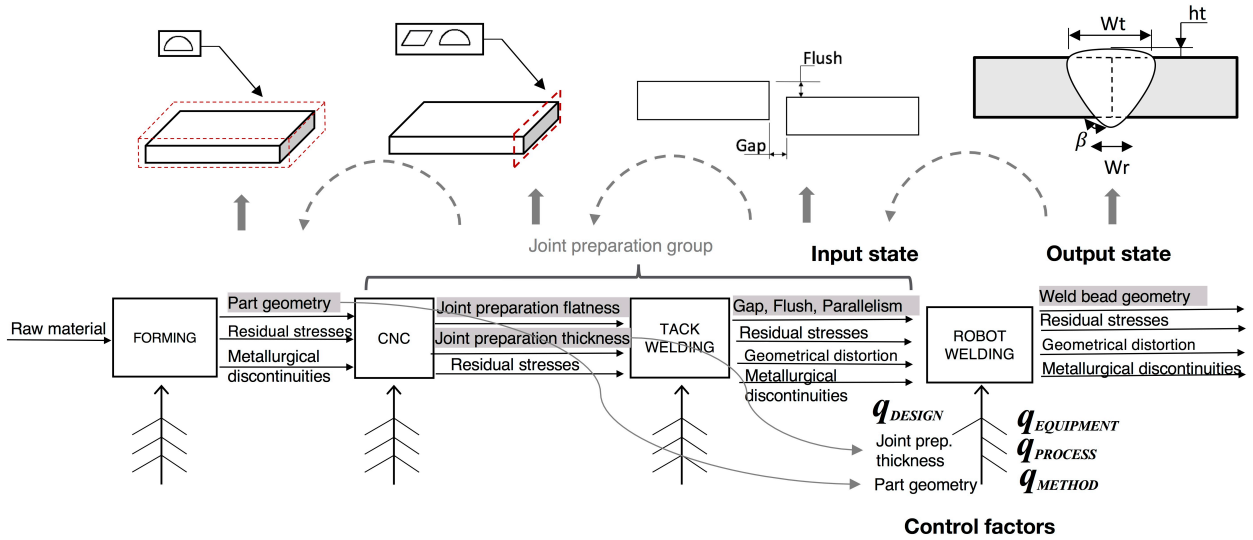 Wt
ht
Flush
Gap
β
Wr
Joint preparation group
Input state
Output state
Raw material
FORMING
Part geometry
Residual stresses
Metallurgical
discontinuities
CNC
Joint preparation flatness
Joint preparation thickness
Residual stresses
TACK
WELDING
Gap, Flush, Parallelism
Residual stresses
Geometrical distortion
Metallurgical
discontinuities
ROBOT
WELDING
Weld bead geometry
Residual stresses
Geometrical distortion
Metallurgical discontinuities
qDESIGN
Joint prep.
thickness
Part geometry
qEQUIPMENT
qPROCESS
qMETHOD
Control factors